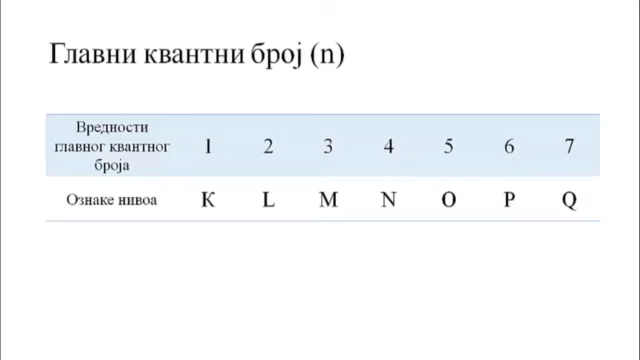 Главни квантни број (n)
Вредности
главног квантног
броја
1 2 3 4 5 6 7
Ознаке нивоа K L M N O P Q